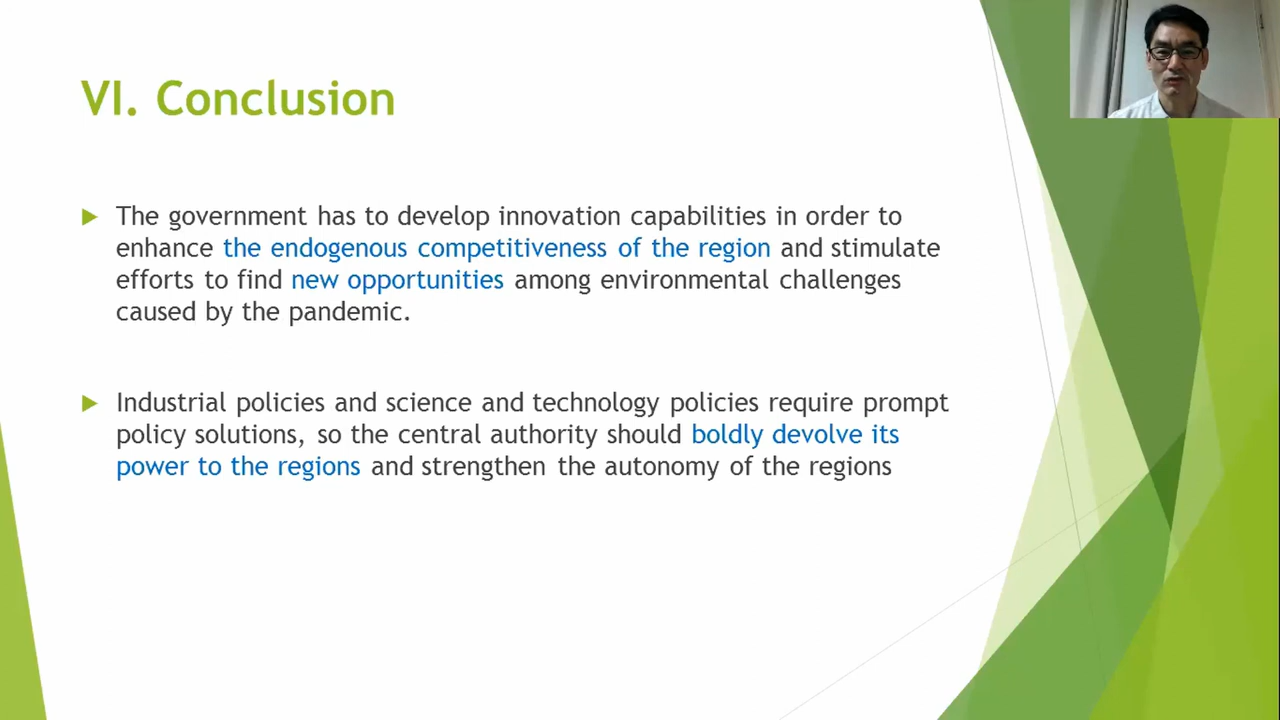 VI. Conclusion
The government has to develop innovation capabilities in order to
enhance the endogenous competitiveness of the region and stimulate
efforts to find new opportunities among environmental challenges
caused by the pandemic.
Industrial policies and science and technology policies require prompt
policy solutions, so the central authority should boldly devolve its
power to the regions and strengthen the autonomy of the regions